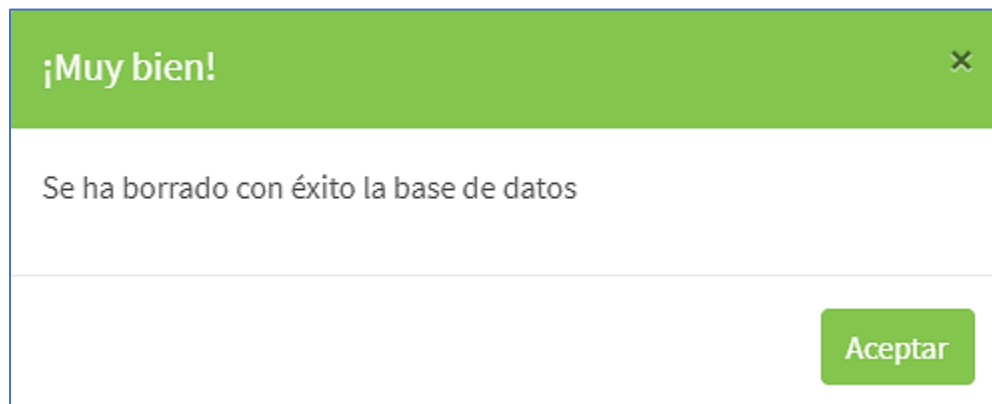 ¡Muy bien!
×
Se ha borrado con éxito la base de datos
Aceptar